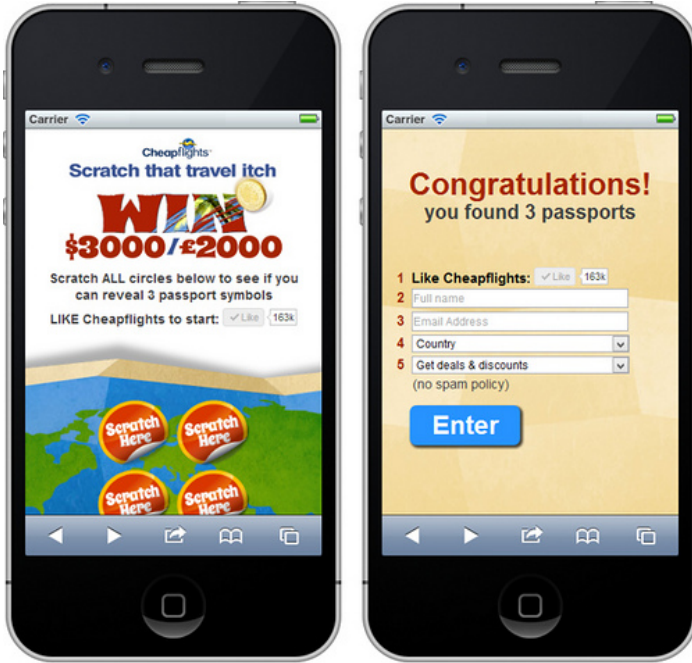 Carrier
Cheapflights
Scratch that travel itch
WIN
$3000/£2000
Scratch ALL circles below to see if you
can reveal 3 passport symbols
LIKE Cheapflights to start: Like 163k
Scratch Here
Scratch Here
Scratch Here
Scratch Here
Carrier
Congratulations!
you found 3 passports
1 Like Cheapflights: Like 163k
2 Full name
3 Email Address
4 Country
5 Get deals & discounts
(no spam policy)
Enter